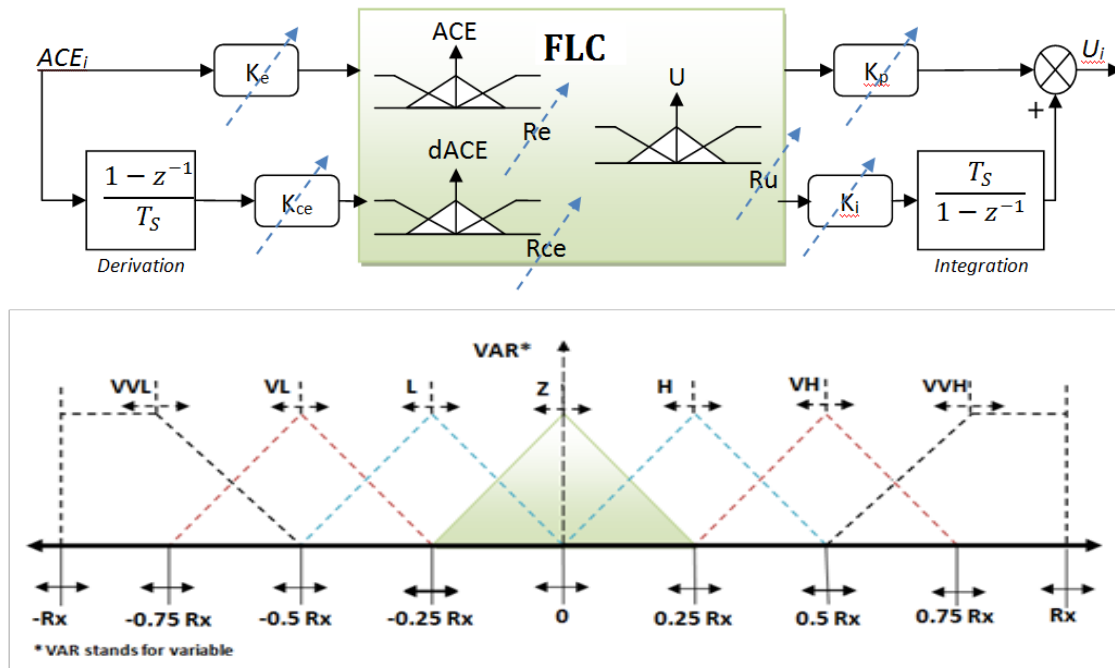 ACE
FLC
ACEi
Ke
U
Kp
Ui
+
Re
dACE
1 − z⁻¹
TS
Kce
Ru
Ki
TS
1 − z⁻¹
Rce
Derivation
Integration
VAR*
VVL VL L Z H VH VVH
-Rx -0.75 Rx -0.5 Rx -0.25 Rx 0 0.25 Rx 0.5 Rx 0.75 Rx Rx
* VAR stands for variable